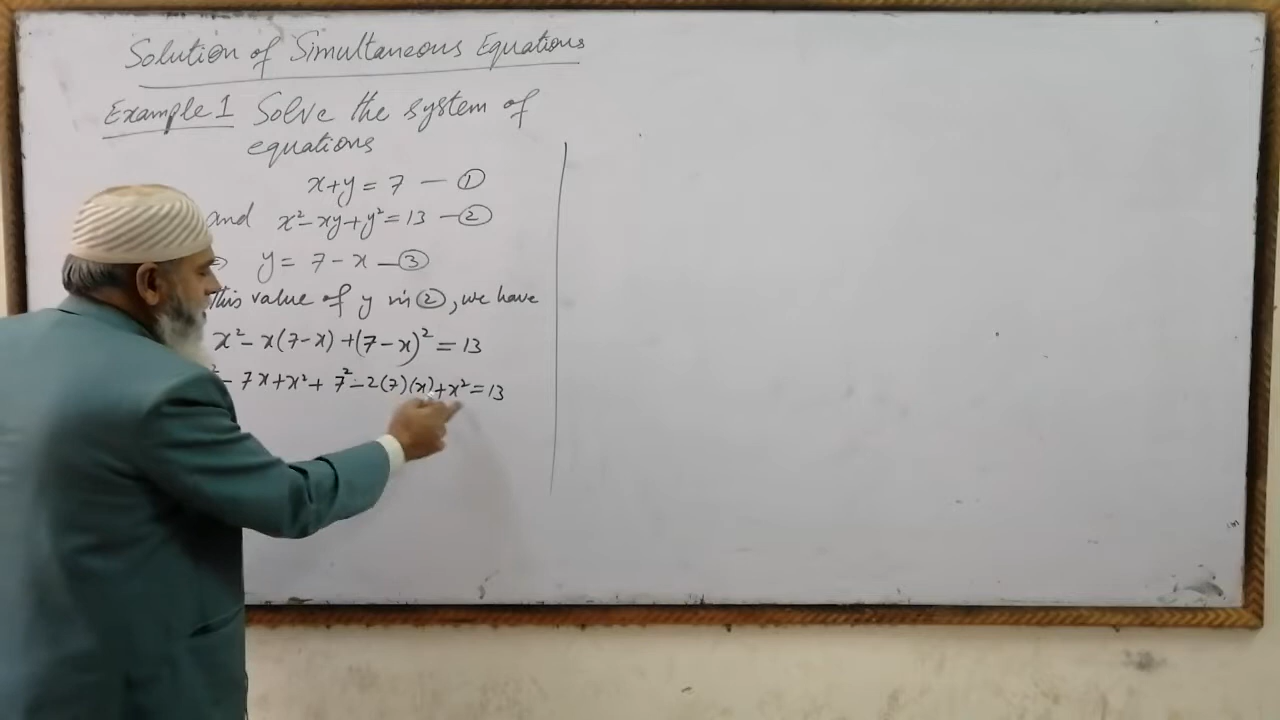 Solution of Simultaneous Equations
Example 1 Solve the system of
equations
x+y = 7 — ①
and x² - xy + y² = 13 — ②
y = 7 - x — ③
This value of y in ②, we have
x² - x(7-x) + (7-x)² = 13
² - 7x + x² + 7² - 2(7)(x) + x² = 13